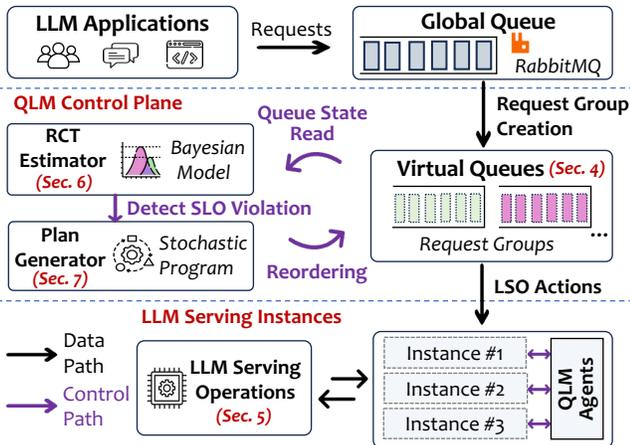 LLM Applications
Requests
Global Queue
RabbitMQ
QLM Control Plane
Queue State
Read
Request Group
Creation
RCT
Estimator
(Sec. 6)
Bayesian
Model
Virtual Queues (Sec. 4)
Request Groups
...
Detect SLO Violation
Plan
Generator
(Sec. 7)
Stochastic
Program
Reordering
LSO Actions
LLM Serving Instances
Data
Path
Control
Path
LLM Serving
Operations
(Sec. 5)
Instance #1
Instance #2
Instance #3
QLM
Agents